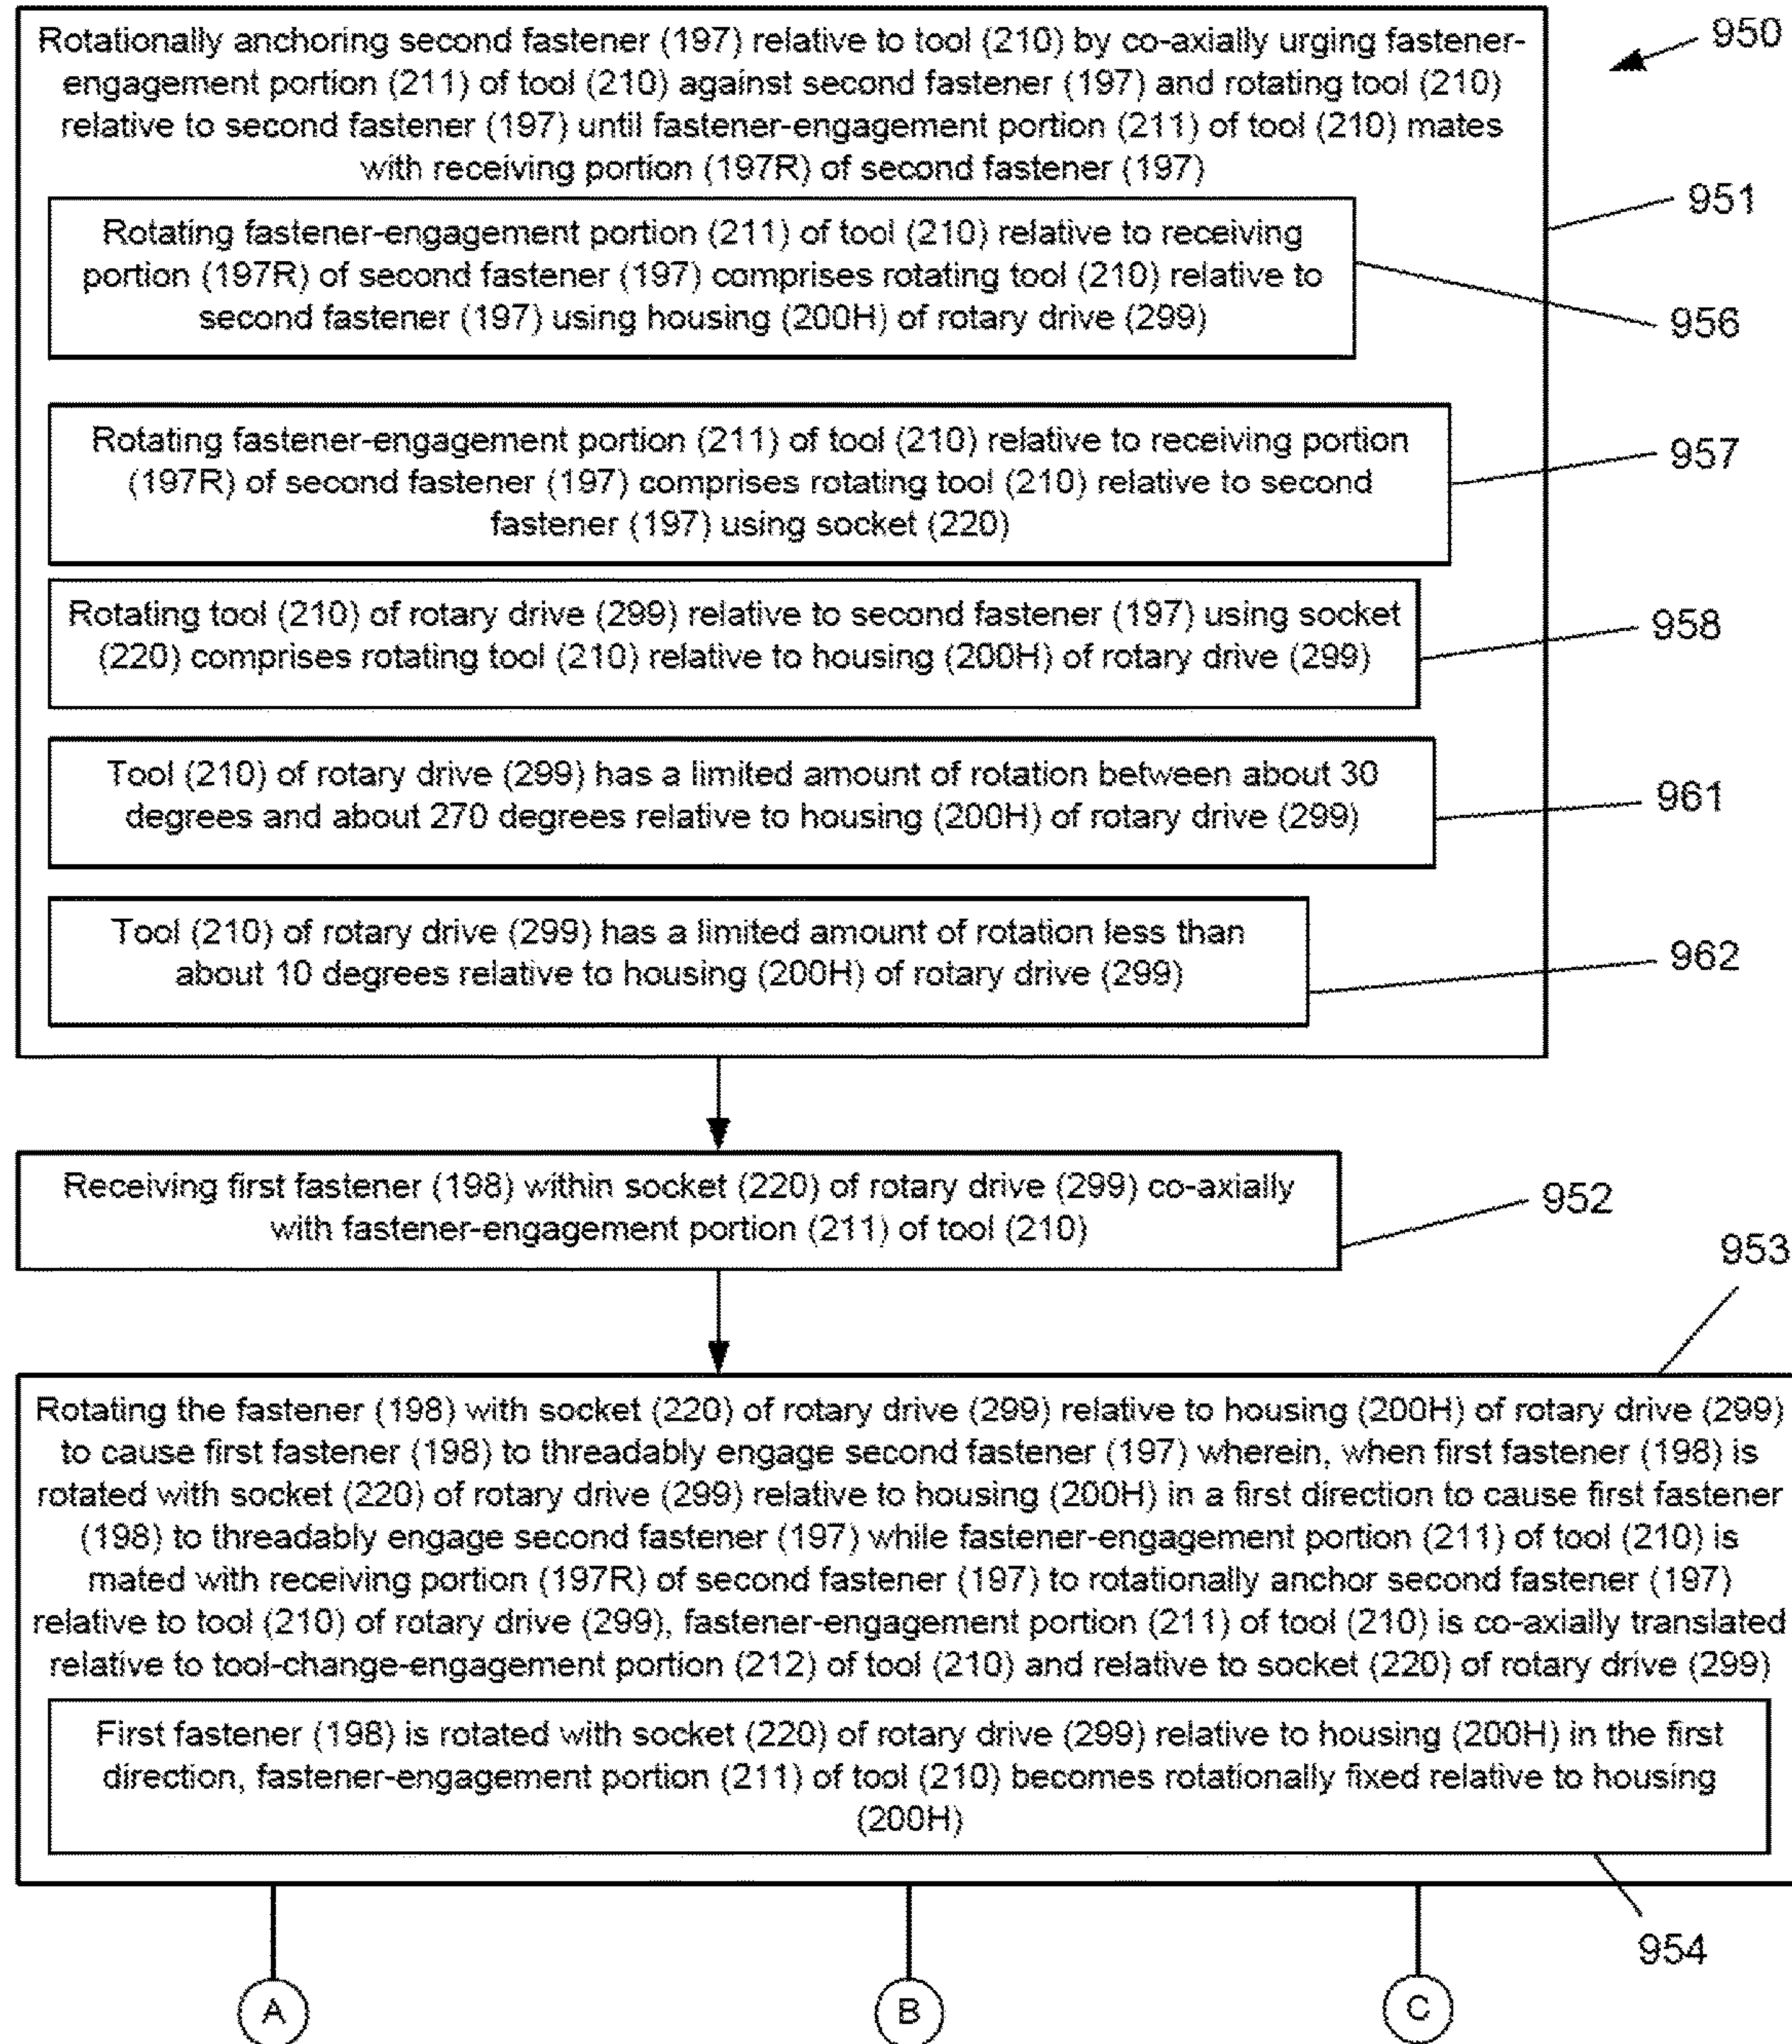 950
Rotationally anchoring second fastener (197) relative to tool (210) by co-axially urging fastener-
engagement portion (211) of tool (210) against second fastener (197) and rotating tool (210)
relative to second fastener (197) until fastener-engagement portion (211) of tool (210) mates
with receiving portion (197R) of second fastener (197)
951
Rotating fastener-engagement portion (211) of tool (210) relative to receiving
portion (197R) of second fastener (197) comprises rotating tool (210) relative to
second fastener (197) using housing (200H) of rotary drive (299)
956
Rotating fastener-engagement portion (211) of tool (210) relative to receiving portion
(197R) of second fastener (197) comprises rotating tool (210) relative to second
fastener (197) using socket (220)
957
Rotating tool (210) of rotary drive (299) relative to second fastener (197) using socket
(220) comprises rotating tool (210) relative to housing (200H) of rotary drive (299)
958
Tool (210) of rotary drive (299) has a limited amount of rotation between about 30
degrees and about 270 degrees relative to housing (200H) of rotary drive (299)
961
Tool (210) of rotary drive (299) has a limited amount of rotation less than
about 10 degrees relative to housing (200H) of rotary drive (299)
962
Receiving first fastener (198) within socket (220) of rotary drive (299) co-axially
with fastener-engagement portion (211) of tool (210)
952
953
Rotating the fastener (198) with socket (220) of rotary drive (299) relative to housing (200H) of rotary drive (299)
to cause first fastener (198) to threadably engage second fastener (197) wherein, when first fastener (198) is
rotated with socket (220) of rotary drive (299) relative to housing (200H) in a first direction to cause first fastener
(198) to threadably engage second fastener (197) while fastener-engagement portion (211) of tool (210) is
mated with receiving portion (197R) of second fastener (197) to rotationally anchor second fastener (197)
relative to tool (210) of rotary drive (299), fastener-engagement portion (211) of tool (210) is co-axially translated
relative to tool-change-engagement portion (212) of tool (210) and relative to socket (220) of rotary drive (299)
First fastener (198) is rotated with socket (220) of rotary drive (299) relative to housing (200H) in the first
direction, fastener-engagement portion (211) of tool (210) becomes rotationally fixed relative to housing
(200H)
954
A
B
C